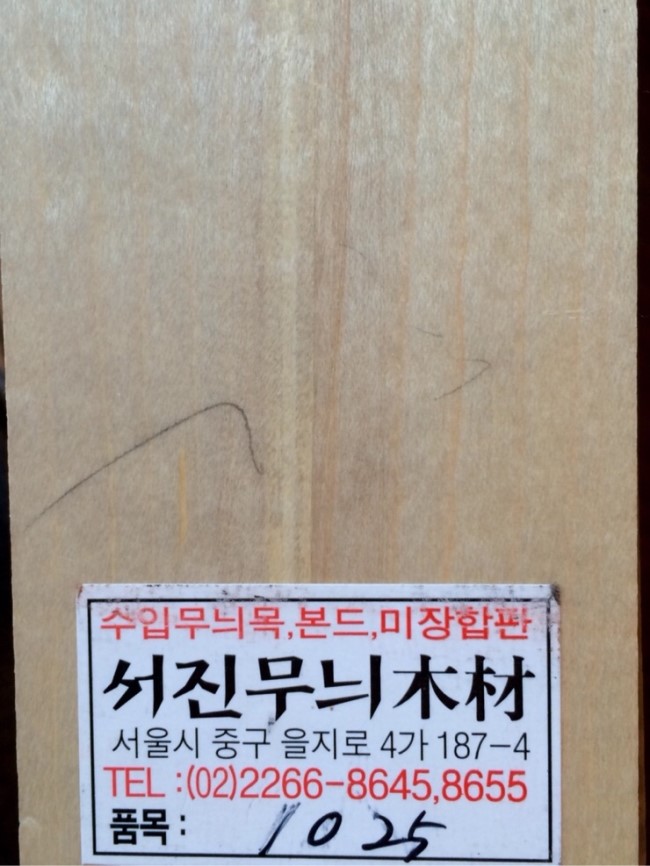 수입무늬목,본드,미장합판
서진무늬木材
서울시 중구 을지로 4가 187-4
TEL :(02)2266-8645,8655
품목 : 1025